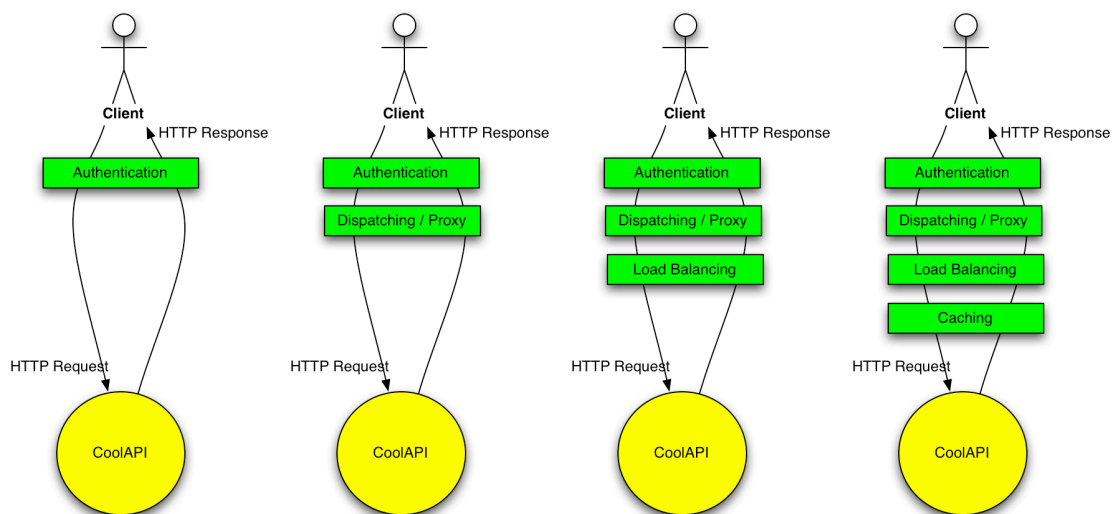 Client
HTTP Response
Authentication
HTTP Request
CoolAPI
Client
HTTP Response
Authentication
Dispatching / Proxy
HTTP Request
CoolAPI
Client
HTTP Response
Authentication
Dispatching / Proxy
Load Balancing
HTTP Request
CoolAPI
Client
HTTP Response
Authentication
Dispatching / Proxy
Load Balancing
Caching
HTTP Request
CoolAPI